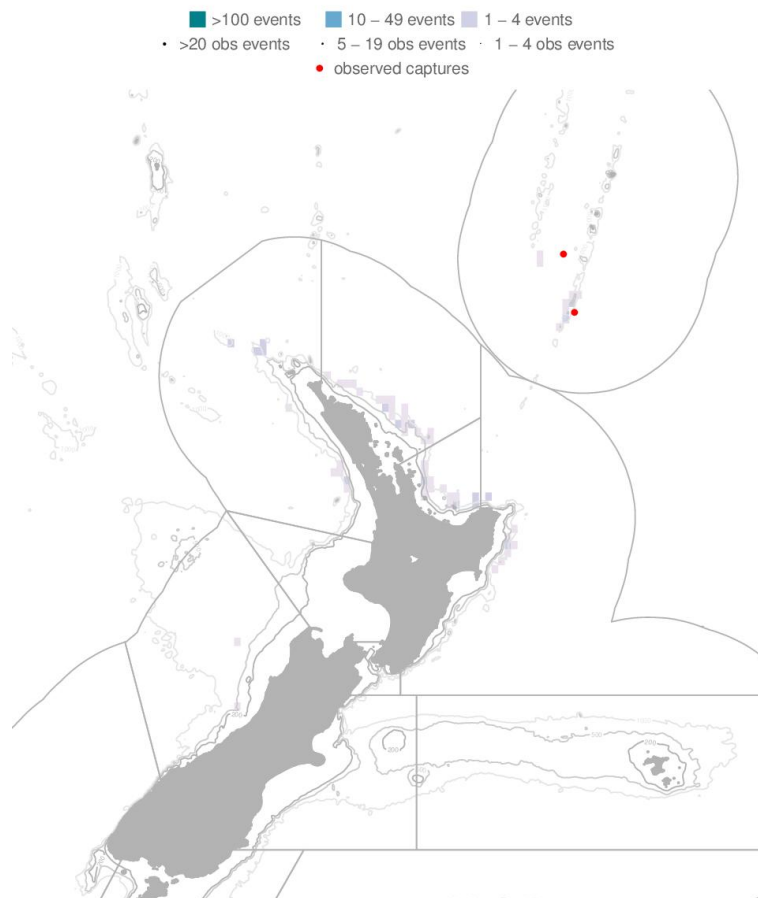 >100 events 10 – 49 events 1 – 4 events
>20 obs events 5 – 19 obs events 1 – 4 obs events
observed captures